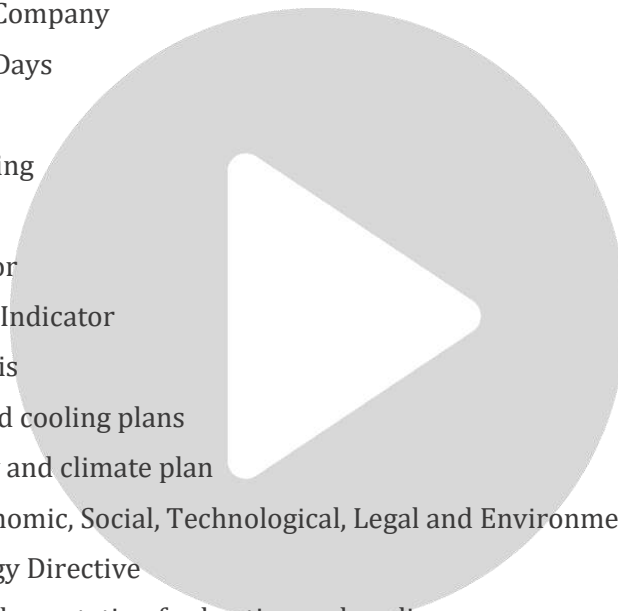 Company
Days
ing
or
Indicator
is
d cooling plans
and climate plan
nomic, Social, Technological, Legal and Environme
gy Directive